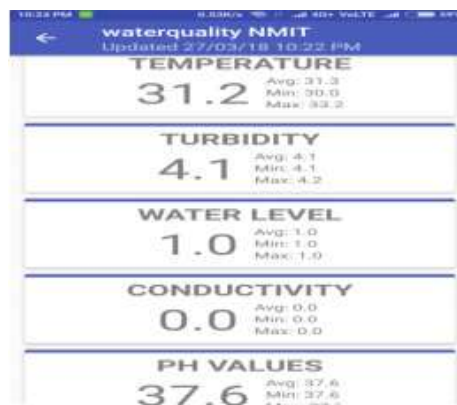 10:23 PM
waterquality NMIT
Updated 27/03/18 10:22 PM
TEMPERATURE
31.2
Avg: 31.3
Min: 30.0
Max: 33.2
TURBIDITY
4.1
Avg: 4.1
Min: 4.1
Max: 4.2
WATER LEVEL
1.0
Avg: 1.0
Min: 1.0
Max: 1.0
CONDUCTIVITY
0.0
Avg: 0.0
Min: 0.0
Max: 0.0
PH VALUES
37.6
Avg: 37.6
Min: 37.6